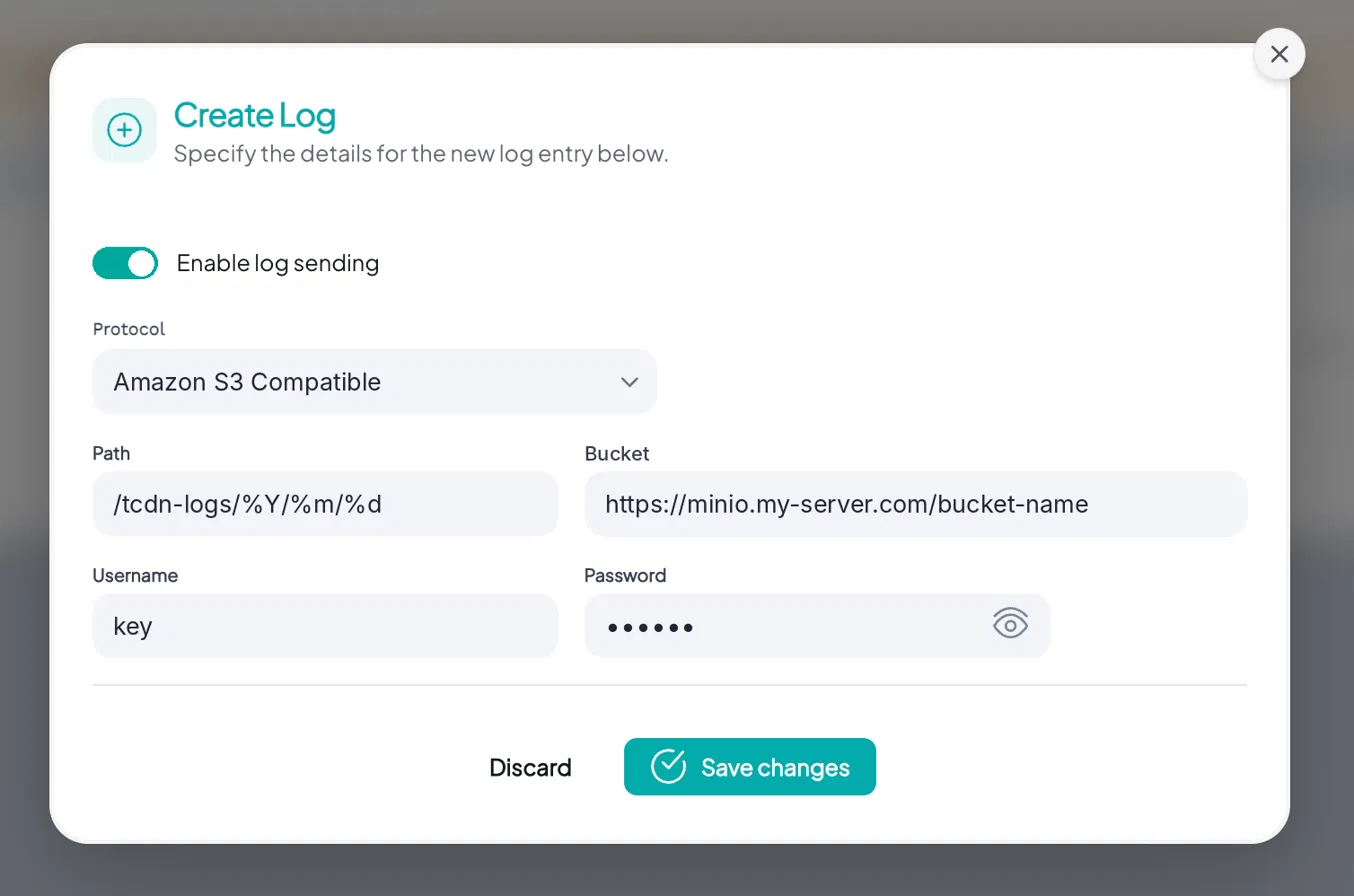 Create Log
Specify the details for the new log entry below.
Enable log sending
Protocol
Amazon S3 Compatible
Path
Bucket
/tcdn-logs/%Y/%m/%d
https://minio.my-server.com/bucket-name
Username
Password
key
••••••
Discard
Save changes